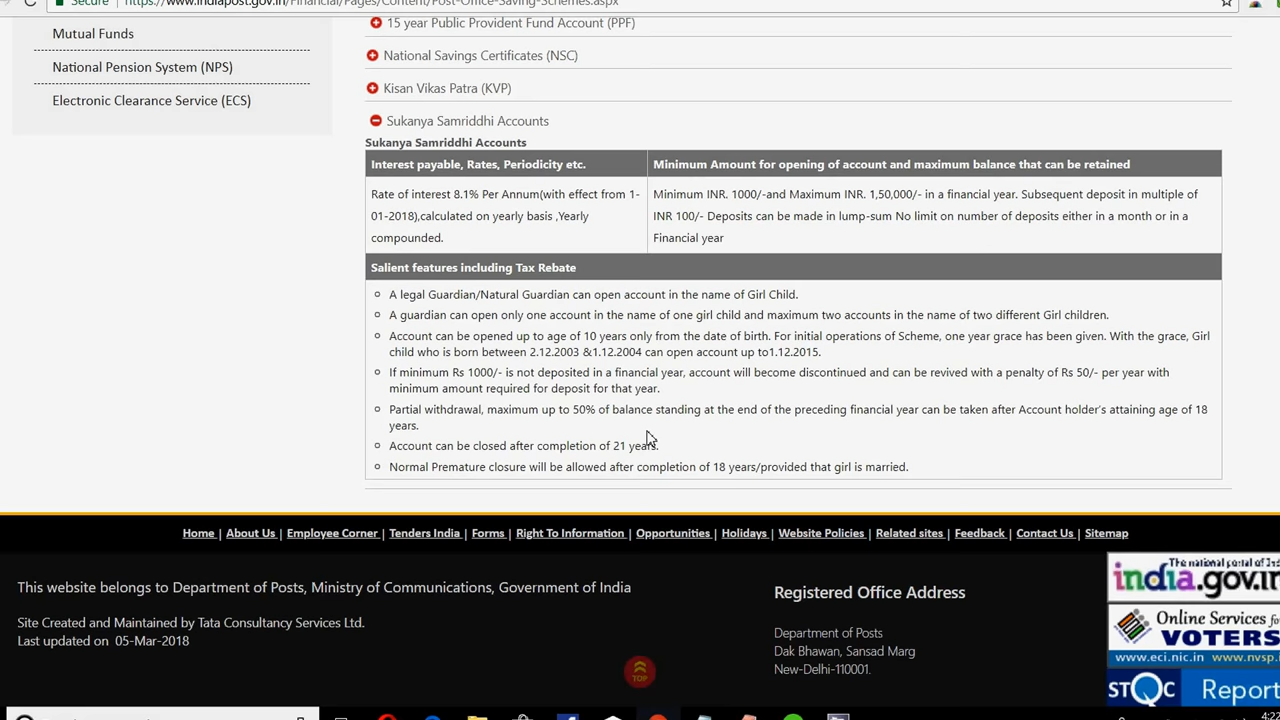 Secure
https://www.indiapost.gov.in/Financial/Pages/Content/Post-Office-Saving-Schemes.aspx
Mutual Funds
National Pension System (NPS)
Electronic Clearance Service (ECS)
15 year Public Provident Fund Account (PPF)
National Savings Certificates (NSC)
Kisan Vikas Patra (KVP)
Sukanya Samriddhi Accounts
Sukanya Samriddhi Accounts
Interest payable, Rates, Periodicity etc.
Minimum Amount for opening of account and maximum balance that can be retained
Rate of interest 8.1% Per Annum(with effect from 1-
01-2018),calculated on yearly basis ,Yearly
compounded.
Minimum INR. 1000/-and Maximum INR. 1,50,000/- in a financial year. Subsequent deposit in multiple of
INR 100/- Deposits can be made in lump-sum No limit on number of deposits either in a month or in a
Financial year
Salient features including Tax Rebate
A legal Guardian/Natural Guardian can open account in the name of Girl Child.
A guardian can open only one account in the name of one girl child and maximum two accounts in the name of two different Girl children.
Account can be opened up to age of 10 years only from the date of birth. For initial operations of Scheme, one year grace has been given. With the grace, Girl
child who is born between 2.12.2003 &1.12.2004 can open account up to1.12.2015.
If minimum Rs 1000/- is not deposited in a financial year, account will become discontinued and can be revived with a penalty of Rs 50/- per year with
minimum amount required for deposit for that year.
Partial withdrawal, maximum up to 50% of balance standing at the end of the preceding financial year can be taken after Account holder's attaining age of 18
years.
Account can be closed after completion of 21 years.
Normal Premature closure will be allowed after completion of 18 years/provided that girl is married.
Home | About Us | Employee Corner | Tenders India | Forms | Right To Information | Opportunities | Holidays | Website Policies | Related sites | Feedback | Contact Us | Sitemap
This website belongs to Department of Posts, Ministry of Communications, Government of India
Site Created and Maintained by Tata Consultancy Services Ltd.
Last updated on 05-Mar-2018
TOP
Registered Office Address
Department of Posts
Dak Bhawan, Sansad Marg
New-Delhi-110001.
The national portal of
india.gov.in
Online Services
VOTERS
www.eci.nic.in www.nvsp.
STQC Report